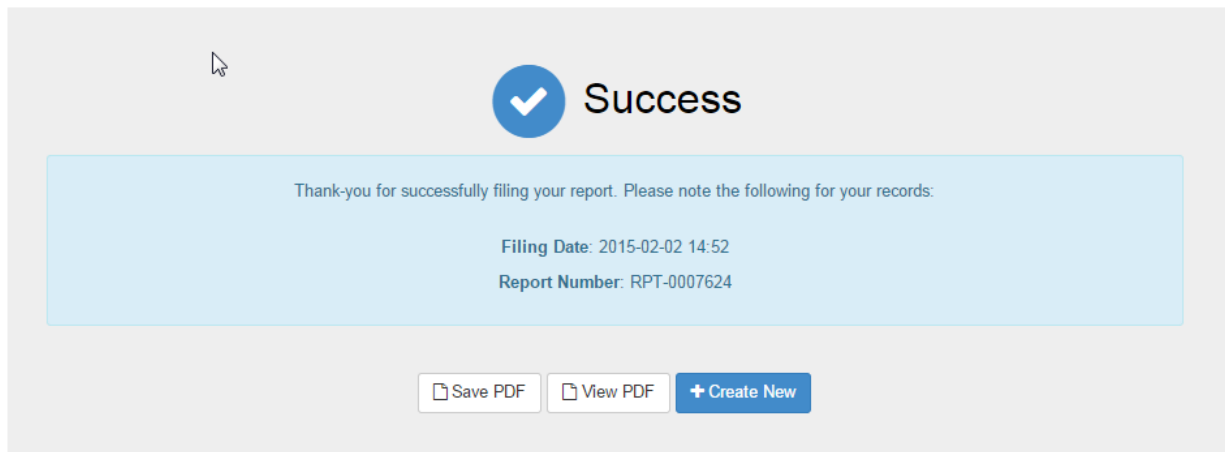 Success
Thank-you for successfully filing your report. Please note the following for your records:
Filing Date: 2015-02-02 14:52
Report Number: RPT-0007624
Save PDF View PDF Create New